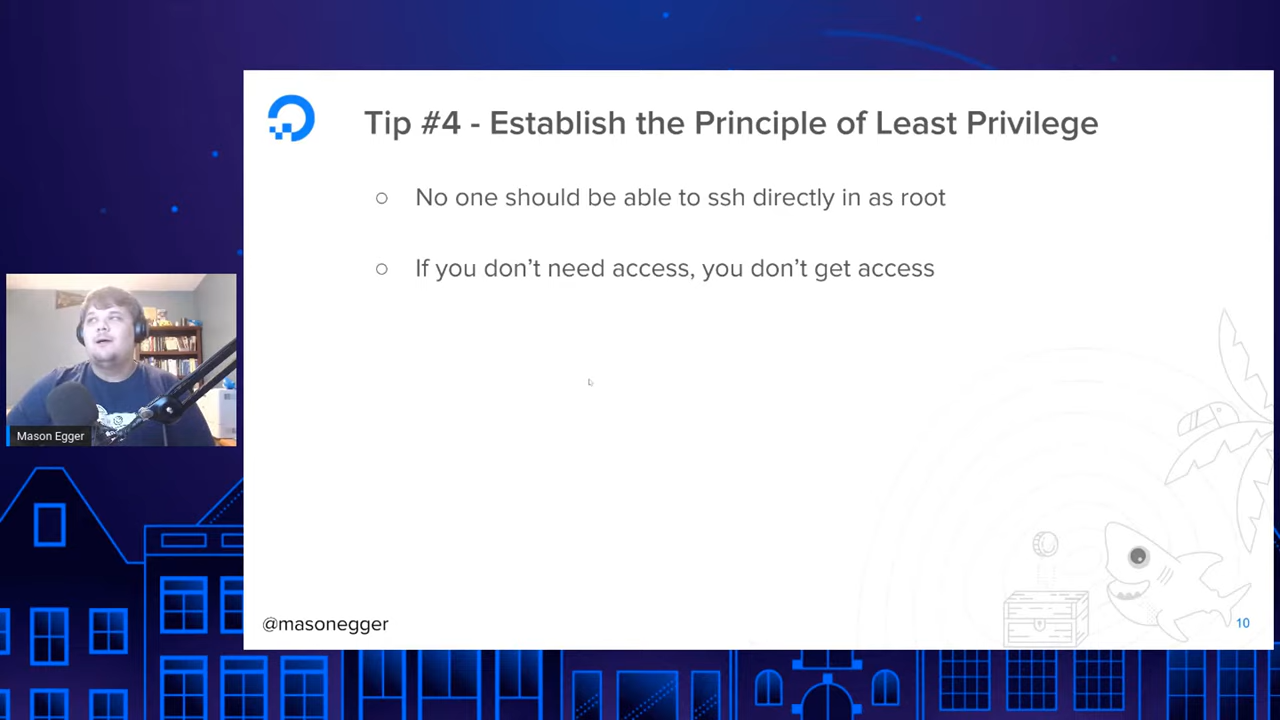 Tip #4 - Establish the Principle of Least Privilege
○ No one should be able to ssh directly in as root
○ If you don’t need access, you don’t get access
Mason Egger
@masonegger
10